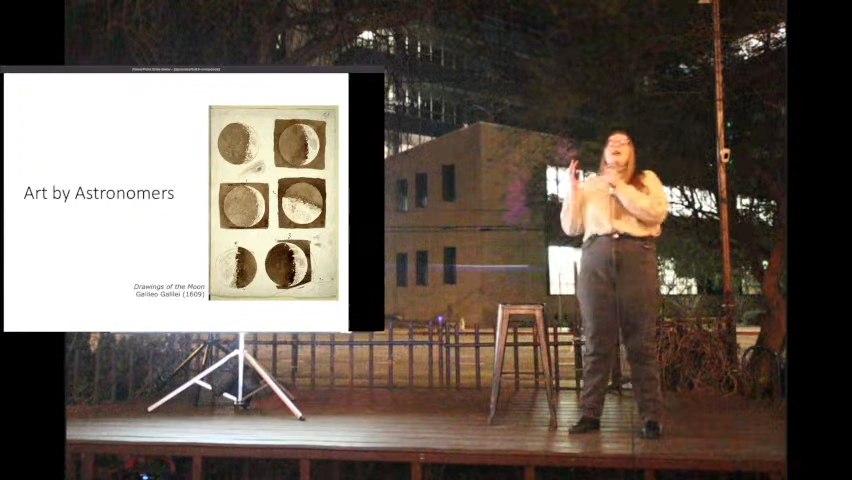 Art by Astronomers
Drawings of the Moon
Galileo Galilei (1609)